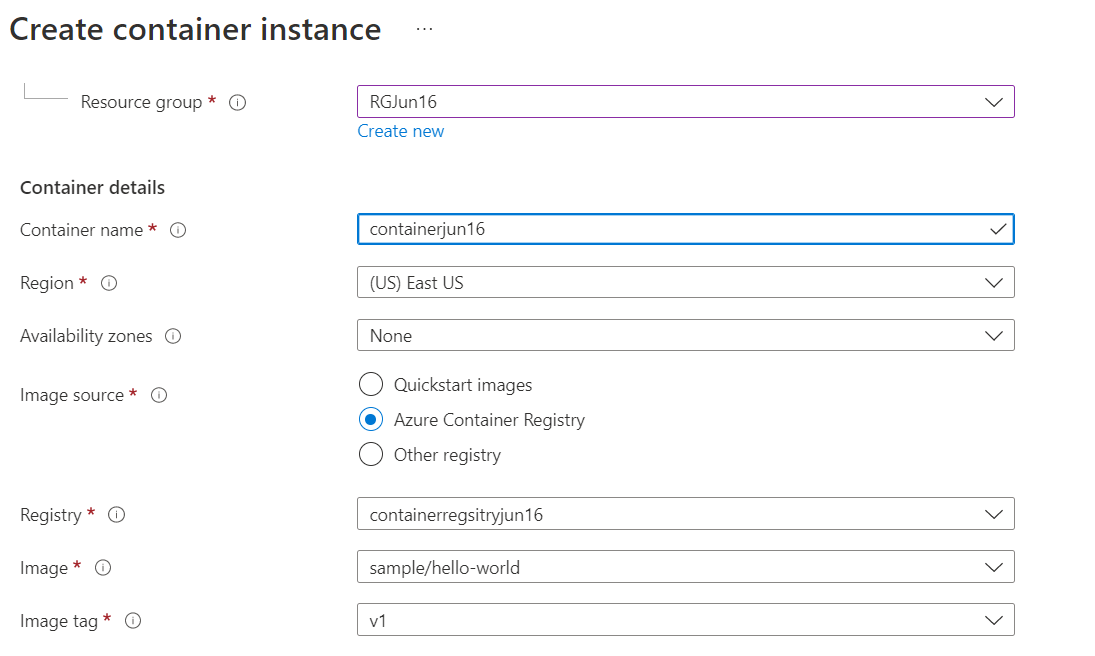 Create container instance ...
Resource group * RGJun16
Create new
Container details
Container name * containerjun16
Region * (US) East US
Availability zones None
Image source * Quickstart images
Azure Container Registry
Other registry
Registry * containerregsitryjun16
Image * sample/hello-world
Image tag * v1